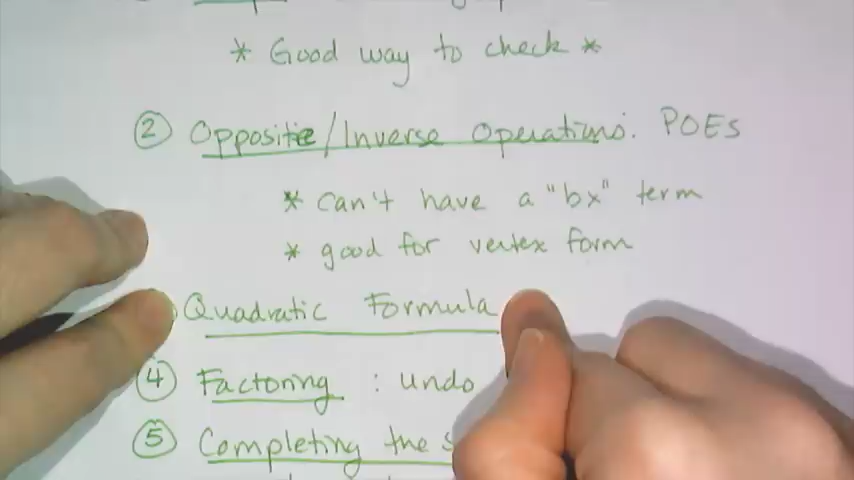 * Good way to check *
② Opposite/Inverse Operations: POEs
* can't have a "bx" term
* good for vertex form
Quadratic Formula
④ Factoring : undo
⑤ Completing the